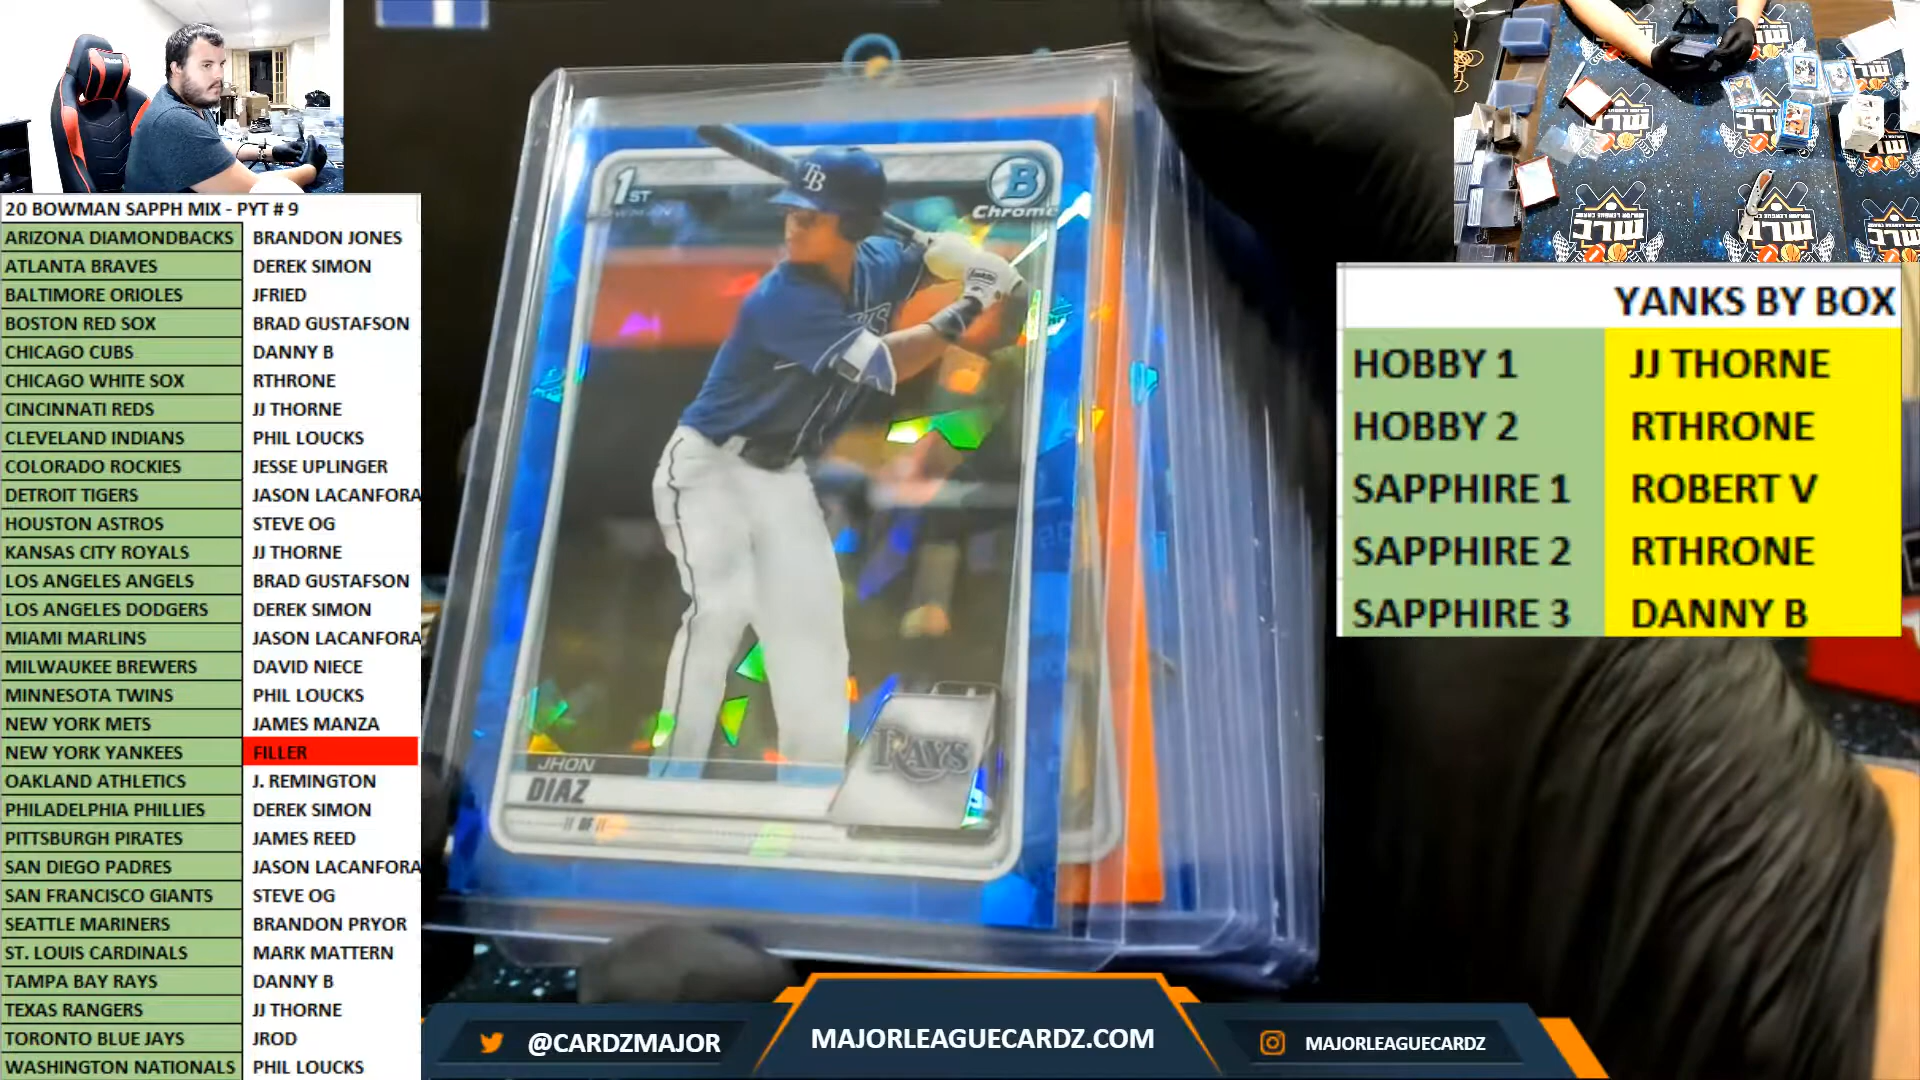 20 BOWMAN SAPPH MIX - PYT # 9
ARIZONA DIAMONDBACKS BRANDON JONES
ATLANTA BRAVES DEREK SIMON
BALTIMORE ORIOLES JFRIED
BOSTON RED SOX BRAD GUSTAFSON
CHICAGO CUBS DANNY B
CHICAGO WHITE SOX RTHRONE
CINCINNATI REDS JJ THORNE
CLEVELAND INDIANS PHIL LOUCKS
COLORADO ROCKIES JESSE UPLINGER
DETROIT TIGERS JASON LACANFORA
HOUSTON ASTROS STEVE OG
KANSAS CITY ROYALS JJ THORNE
LOS ANGELES ANGELS BRAD GUSTAFSON
LOS ANGELES DODGERS DEREK SIMON
MIAMI MARLINS JASON LACANFORA
MILWAUKEE BREWERS DAVID NIECE
MINNESOTA TWINS PHIL LOUCKS
NEW YORK METS JAMES MANZA
NEW YORK YANKEES FILLER
OAKLAND ATHLETICS J. REMINGTON
PHILADELPHIA PHILLIES DEREK SIMON
PITTSBURGH PIRATES JAMES REED
SAN DIEGO PADRES JASON LACANFORA
SAN FRANCISCO GIANTS STEVE OG
SEATTLE MARINERS BRANDON PRYOR
ST. LOUIS CARDINALS MARK MATTERN
TAMPA BAY RAYS DANNY B
TEXAS RANGERS JJ THORNE
TORONTO BLUE JAYS JROD
WASHINGTON NATIONALS PHIL LOUCKS
1ST
B
Chrome
TB
RAYS
JHON
DIAZ
YANKS BY BOX
HOBBY 1 JJ THORNE
HOBBY 2 RTHRONE
SAPPHIRE 1 ROBERT V
SAPPHIRE 2 RTHRONE
SAPPHIRE 3 DANNY B
@CARDZMAJOR
MAJORLEAGUECARDZ.COM
MAJORLEAGUECARDZ